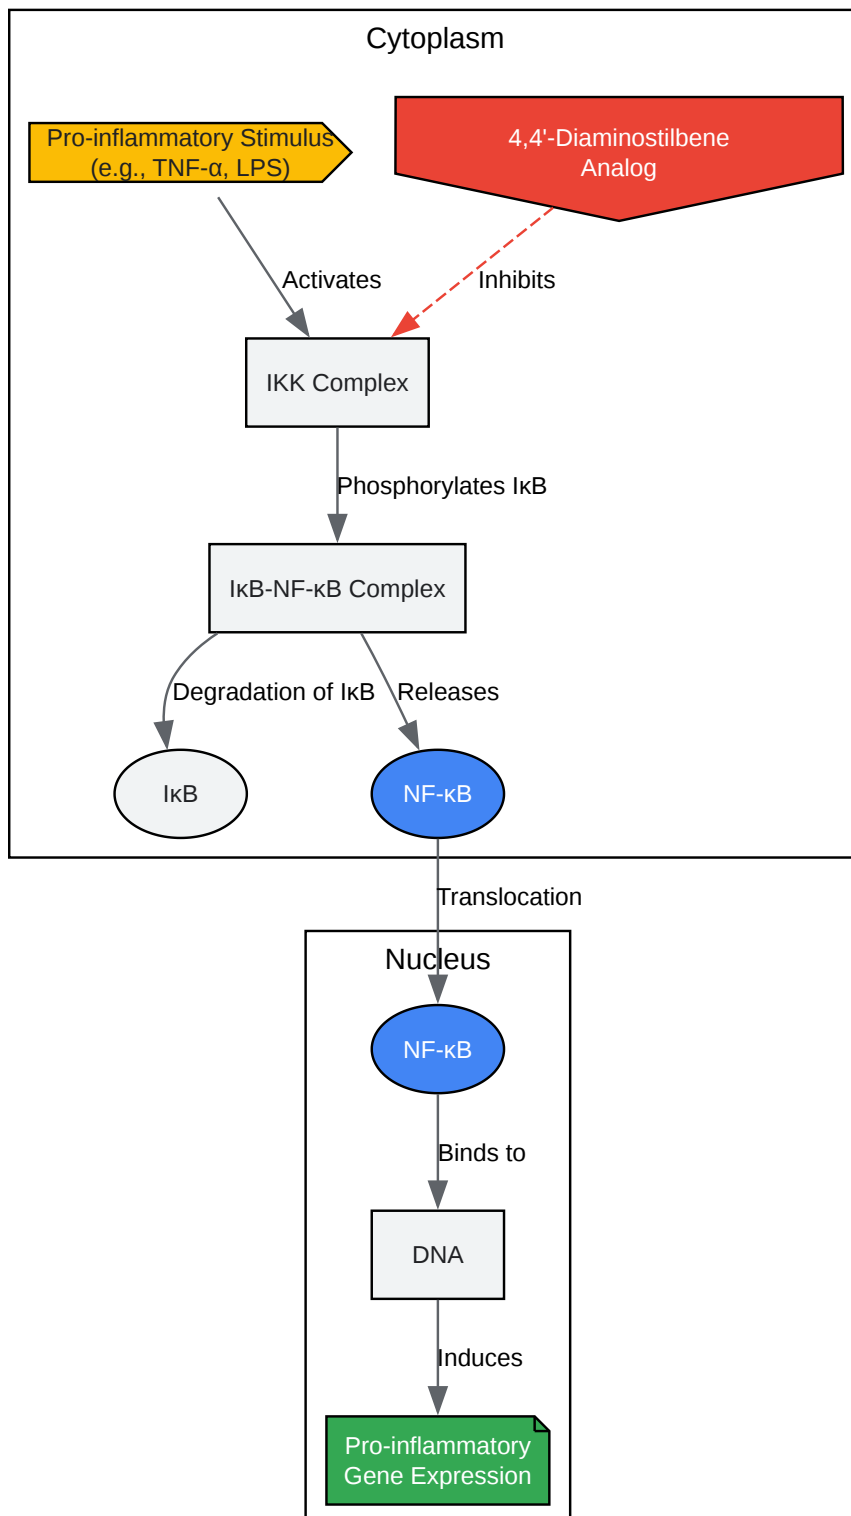 Cytoplasm
Pro-inflammatory Stimulus
(e.g., TNF-α, LPS)
4,4'-Diaminostilbene
Analog
Activates
Inhibits
IKK Complex
Phosphorylates IκB
IκB-NF-κB Complex
Degradation of IκB
Releases
IκB
NF-κB
Translocation
Nucleus
NF-κB
Binds to
DNA
Induces
Pro-inflammatory
Gene Expression